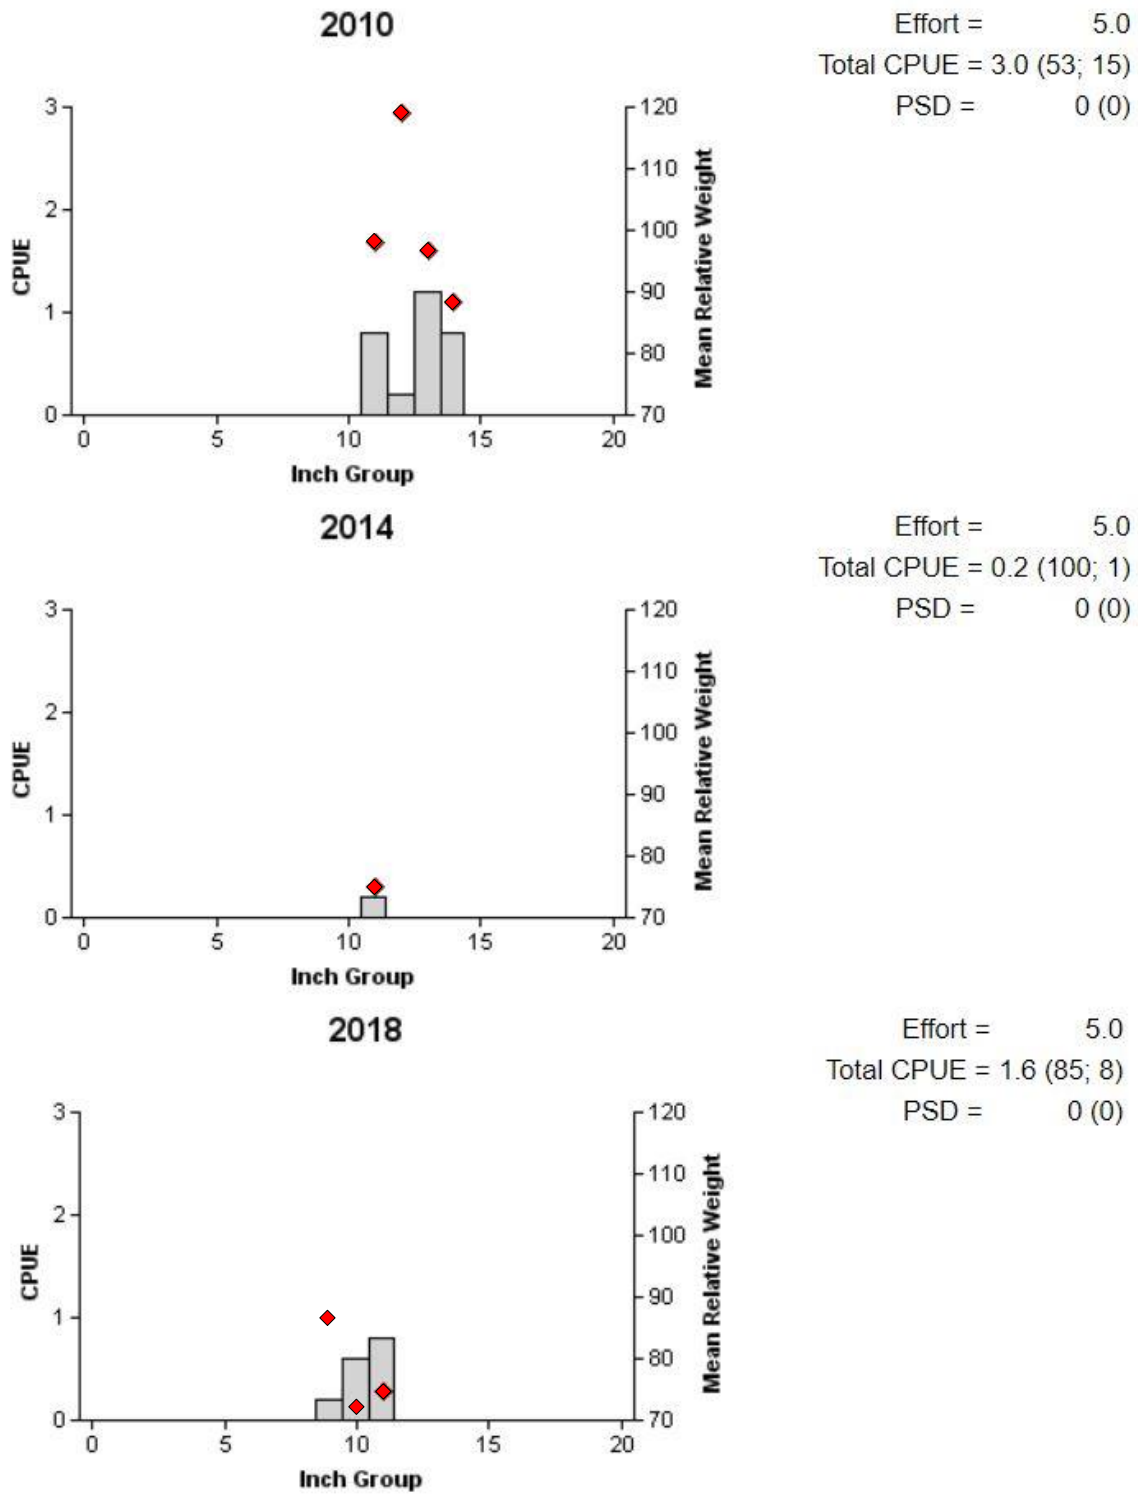 2010
Effort = 5.0
Total CPUE = 3.0 (53; 15)
PSD = 0 (0)
3
2
1
0
CPUE
120
110
100
90
80
70
Mean Relative Weight
0 5 10 15 20
Inch Group
2014
Effort = 5.0
Total CPUE = 0.2 (100; 1)
PSD = 0 (0)
3
2
1
0
CPUE
120
110
100
90
80
70
Mean Relative Weight
0 5 10 15 20
Inch Group
2018
Effort = 5.0
Total CPUE = 1.6 (85; 8)
PSD = 0 (0)
3
2
1
0
CPUE
120
110
100
90
80
70
Mean Relative Weight
0 5 10 15 20
Inch Group